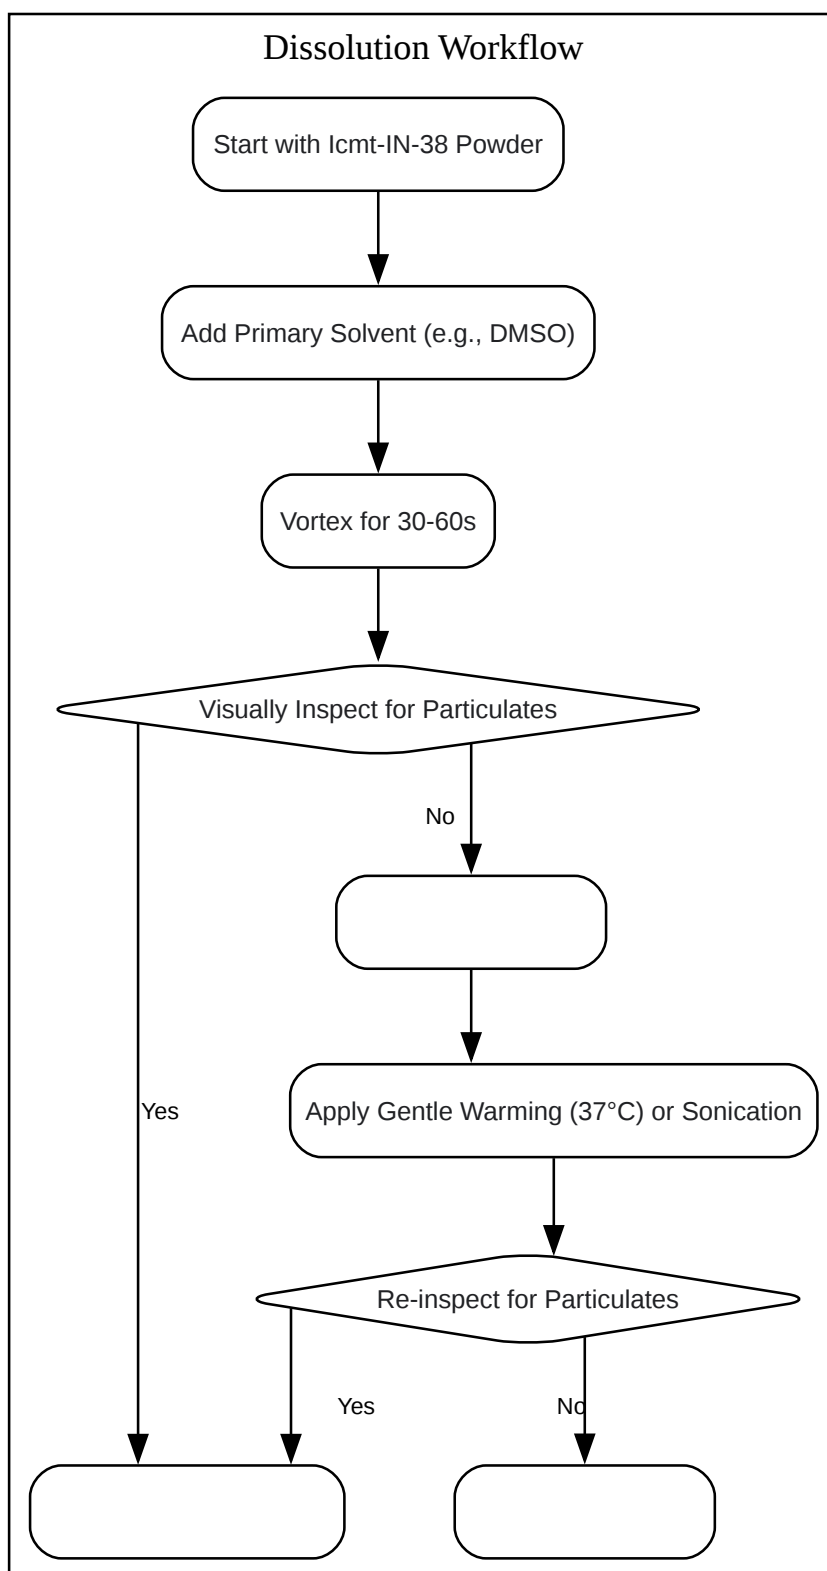 Dissolution Workflow
Start with Icmt-IN-38 Powder
Add Primary Solvent (e.g., DMSO)
Vortex for 30-60s
Visually Inspect for Particulates
No
Yes
Apply Gentle Warming (37°C) or Sonication
Re-inspect for Particulates
Yes
No